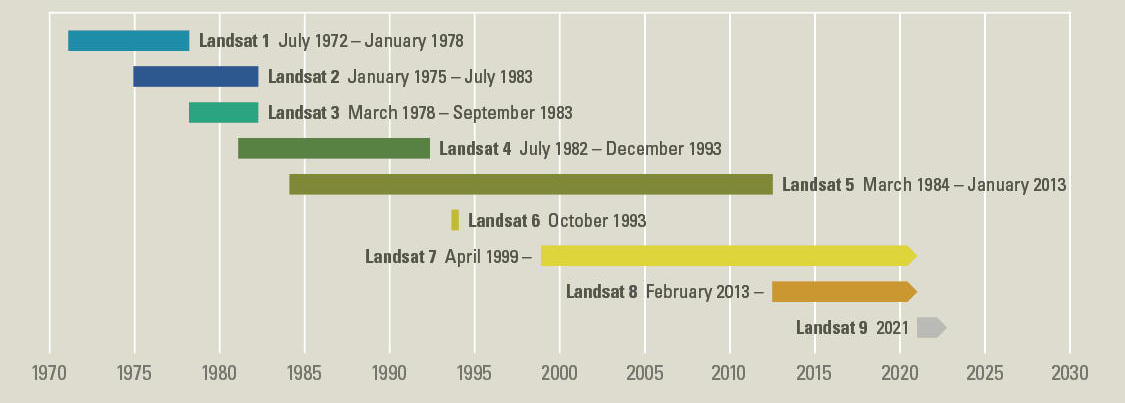 Landsat 1 July 1972 – January 1978
Landsat 2 January 1975 – July 1983
Landsat 3 March 1978 – September 1983
Landsat 4 July 1982 – December 1993
Landsat 5 March 1984 – January 2013
Landsat 6 October 1993
Landsat 7 April 1999 –
Landsat 8 February 2013 –
Landsat 9 2021
1970 1975 1980 1985 1990 1995 2000 2005 2010 2015 2020 2025 2030